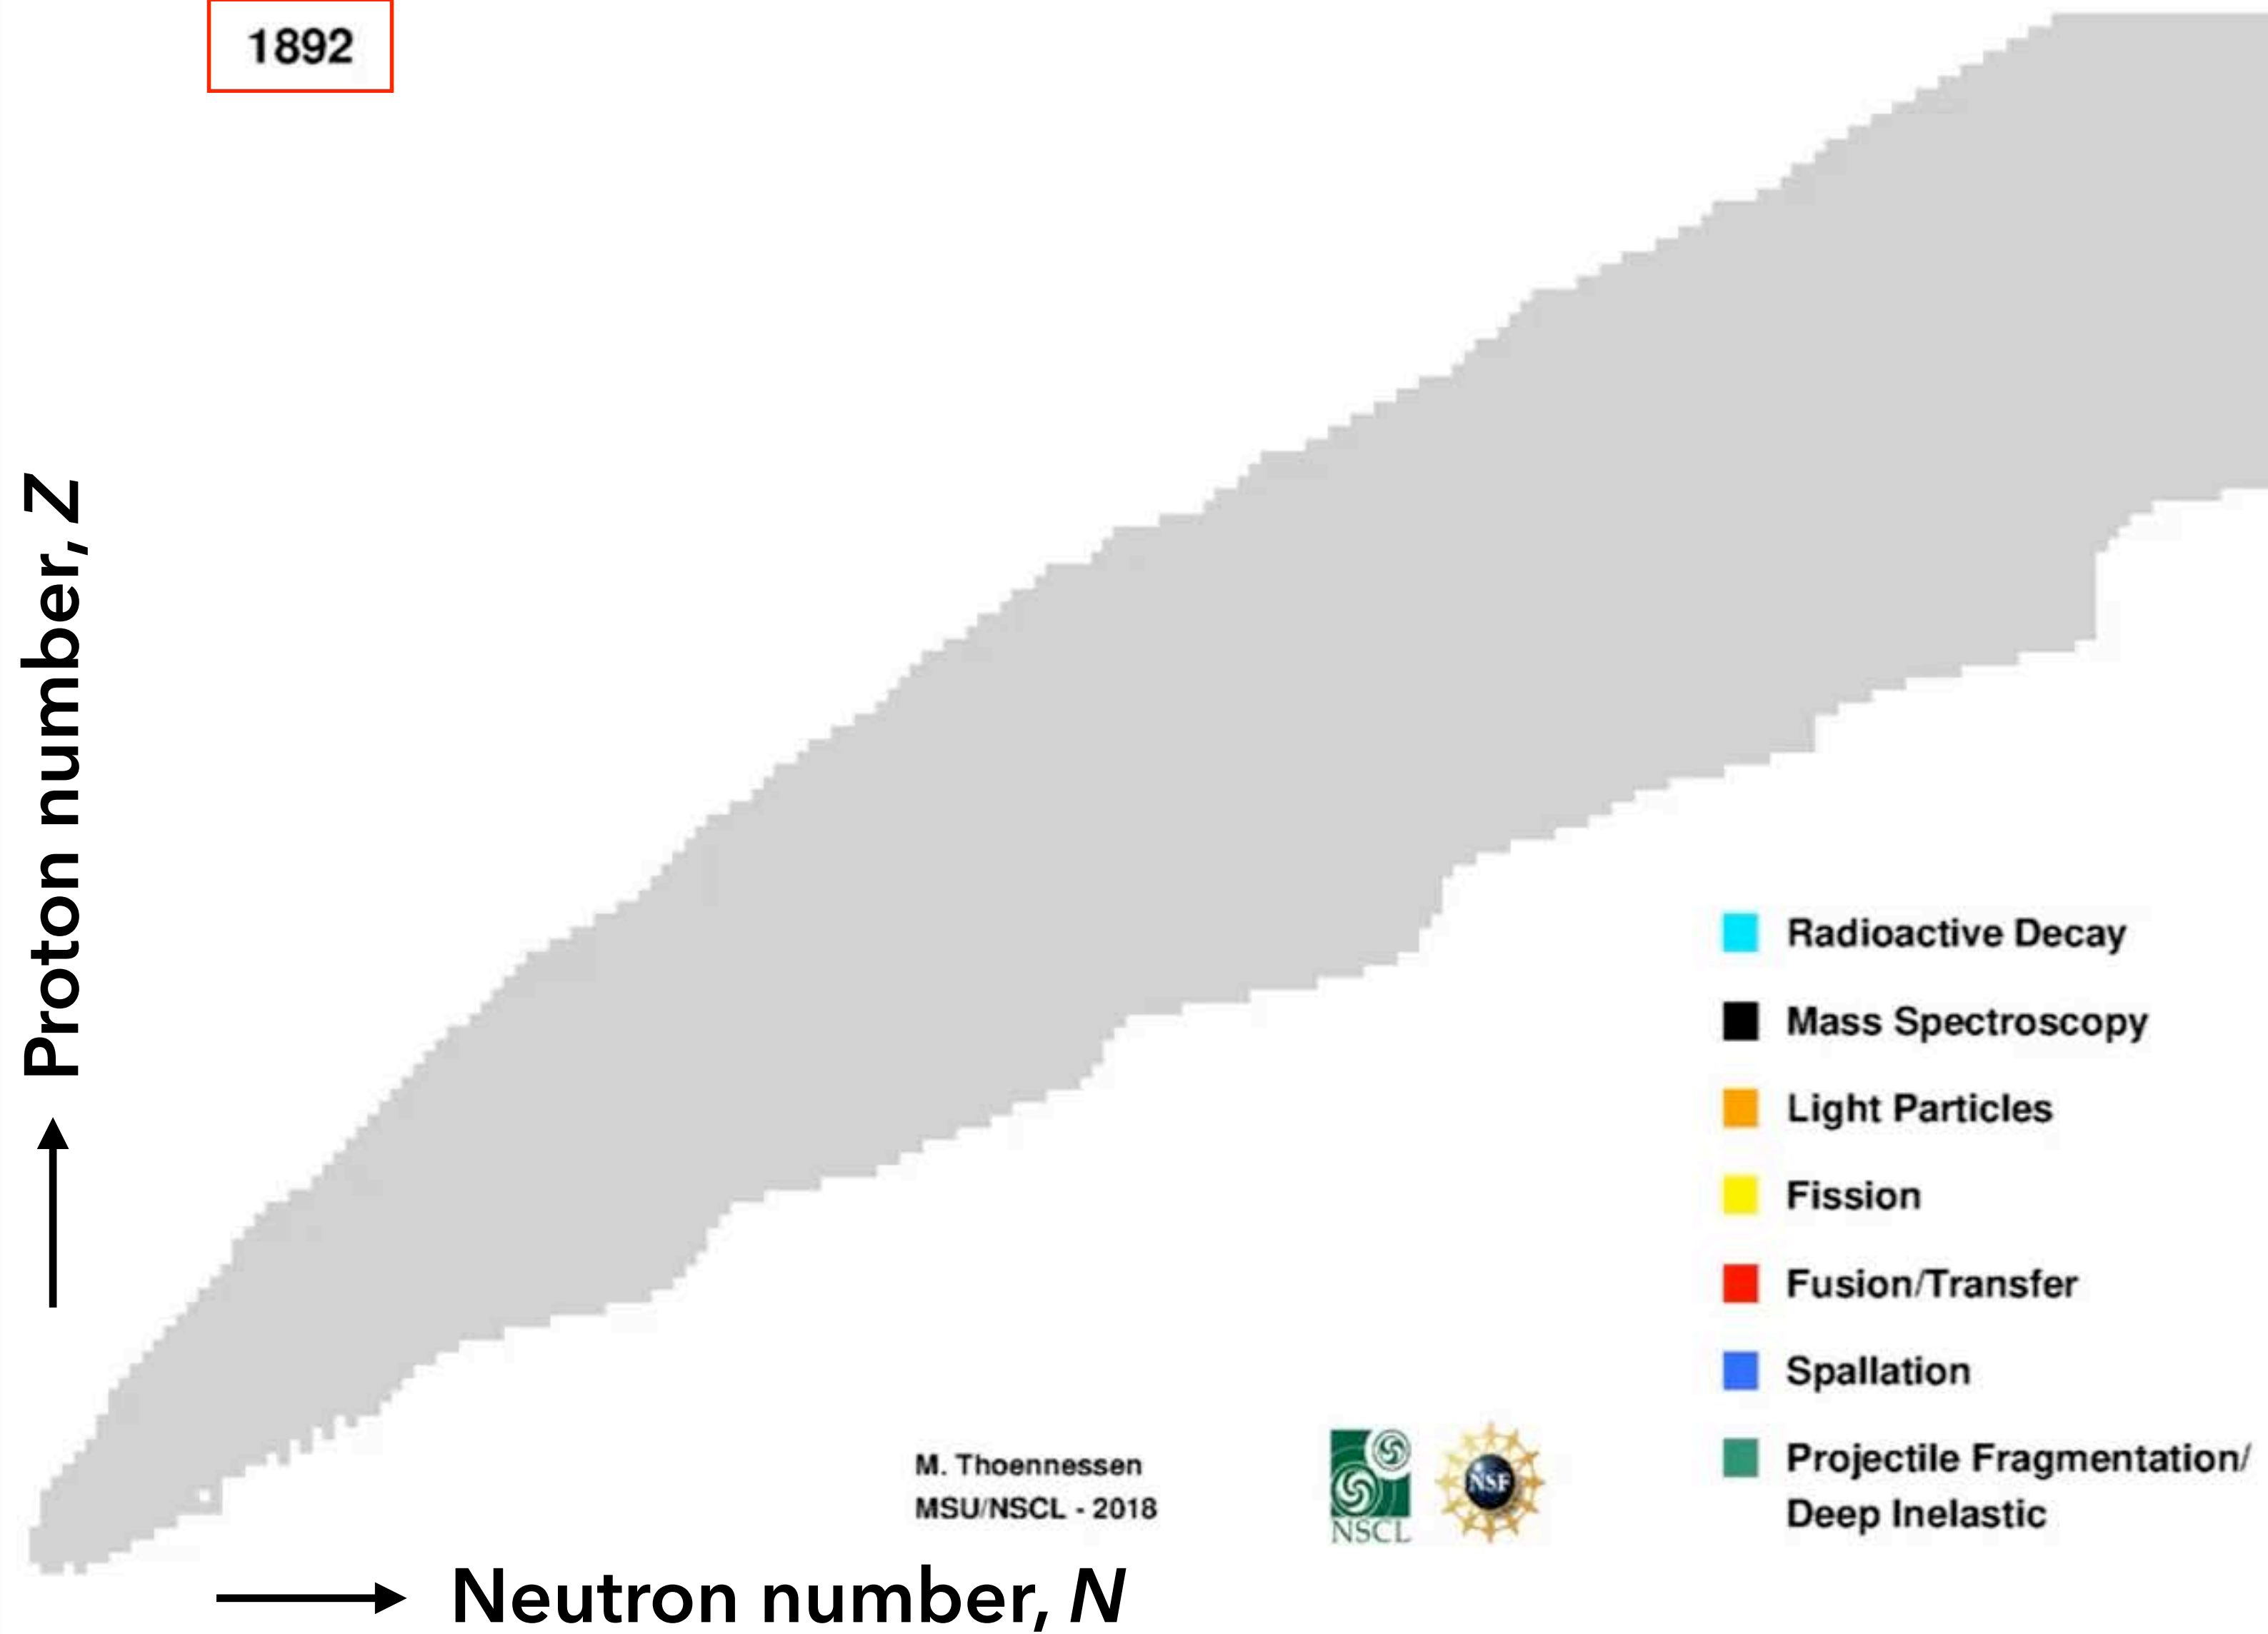 1892
Proton number, Z
Radioactive Decay
Mass Spectroscopy
Light Particles
Fission
Fusion/Transfer
Spallation
Projectile Fragmentation/
Deep Inelastic
M. Thoennessen
MSU/NSCL - 2018
NSCL
NSF
Neutron number, N